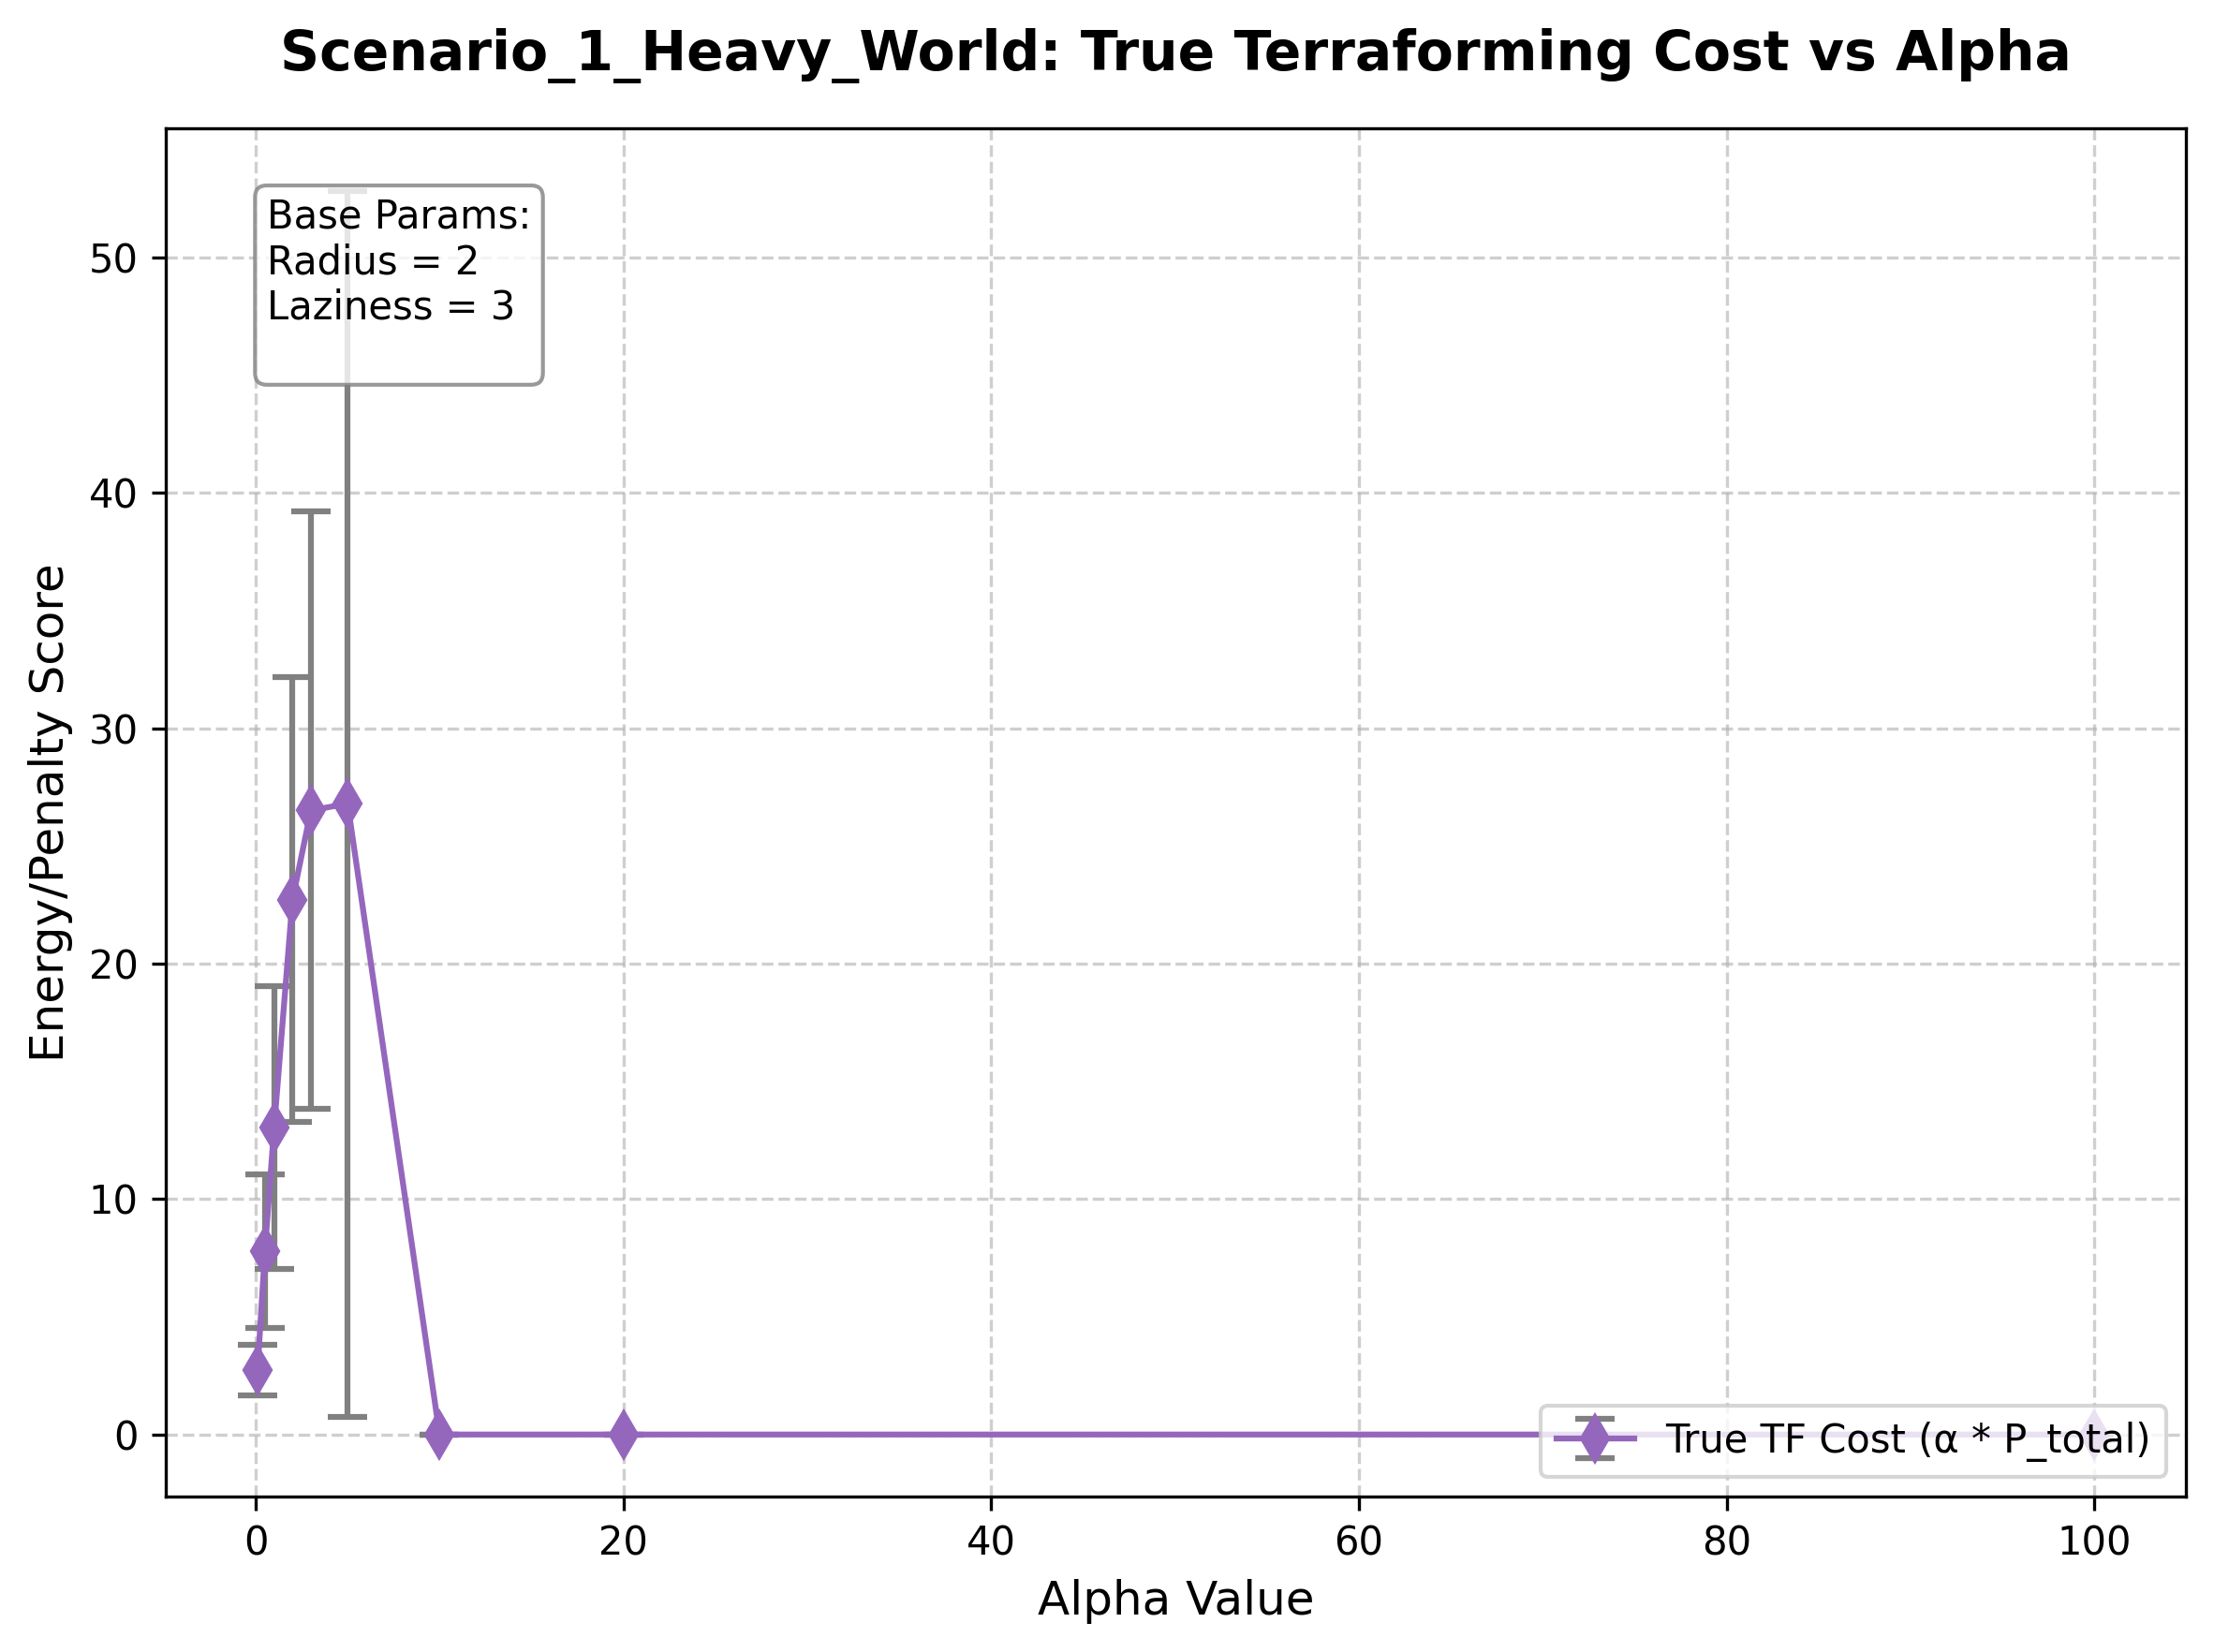 Scenario_1_Heavy_World: True Terraforming Cost vs Alpha
Base Params:
Radius = 2
Laziness = 3
Energy/Penalty Score
50
40
30
20
10
0
True TF Cost (α * P_total)
0 20 40 60 80 100
Alpha Value